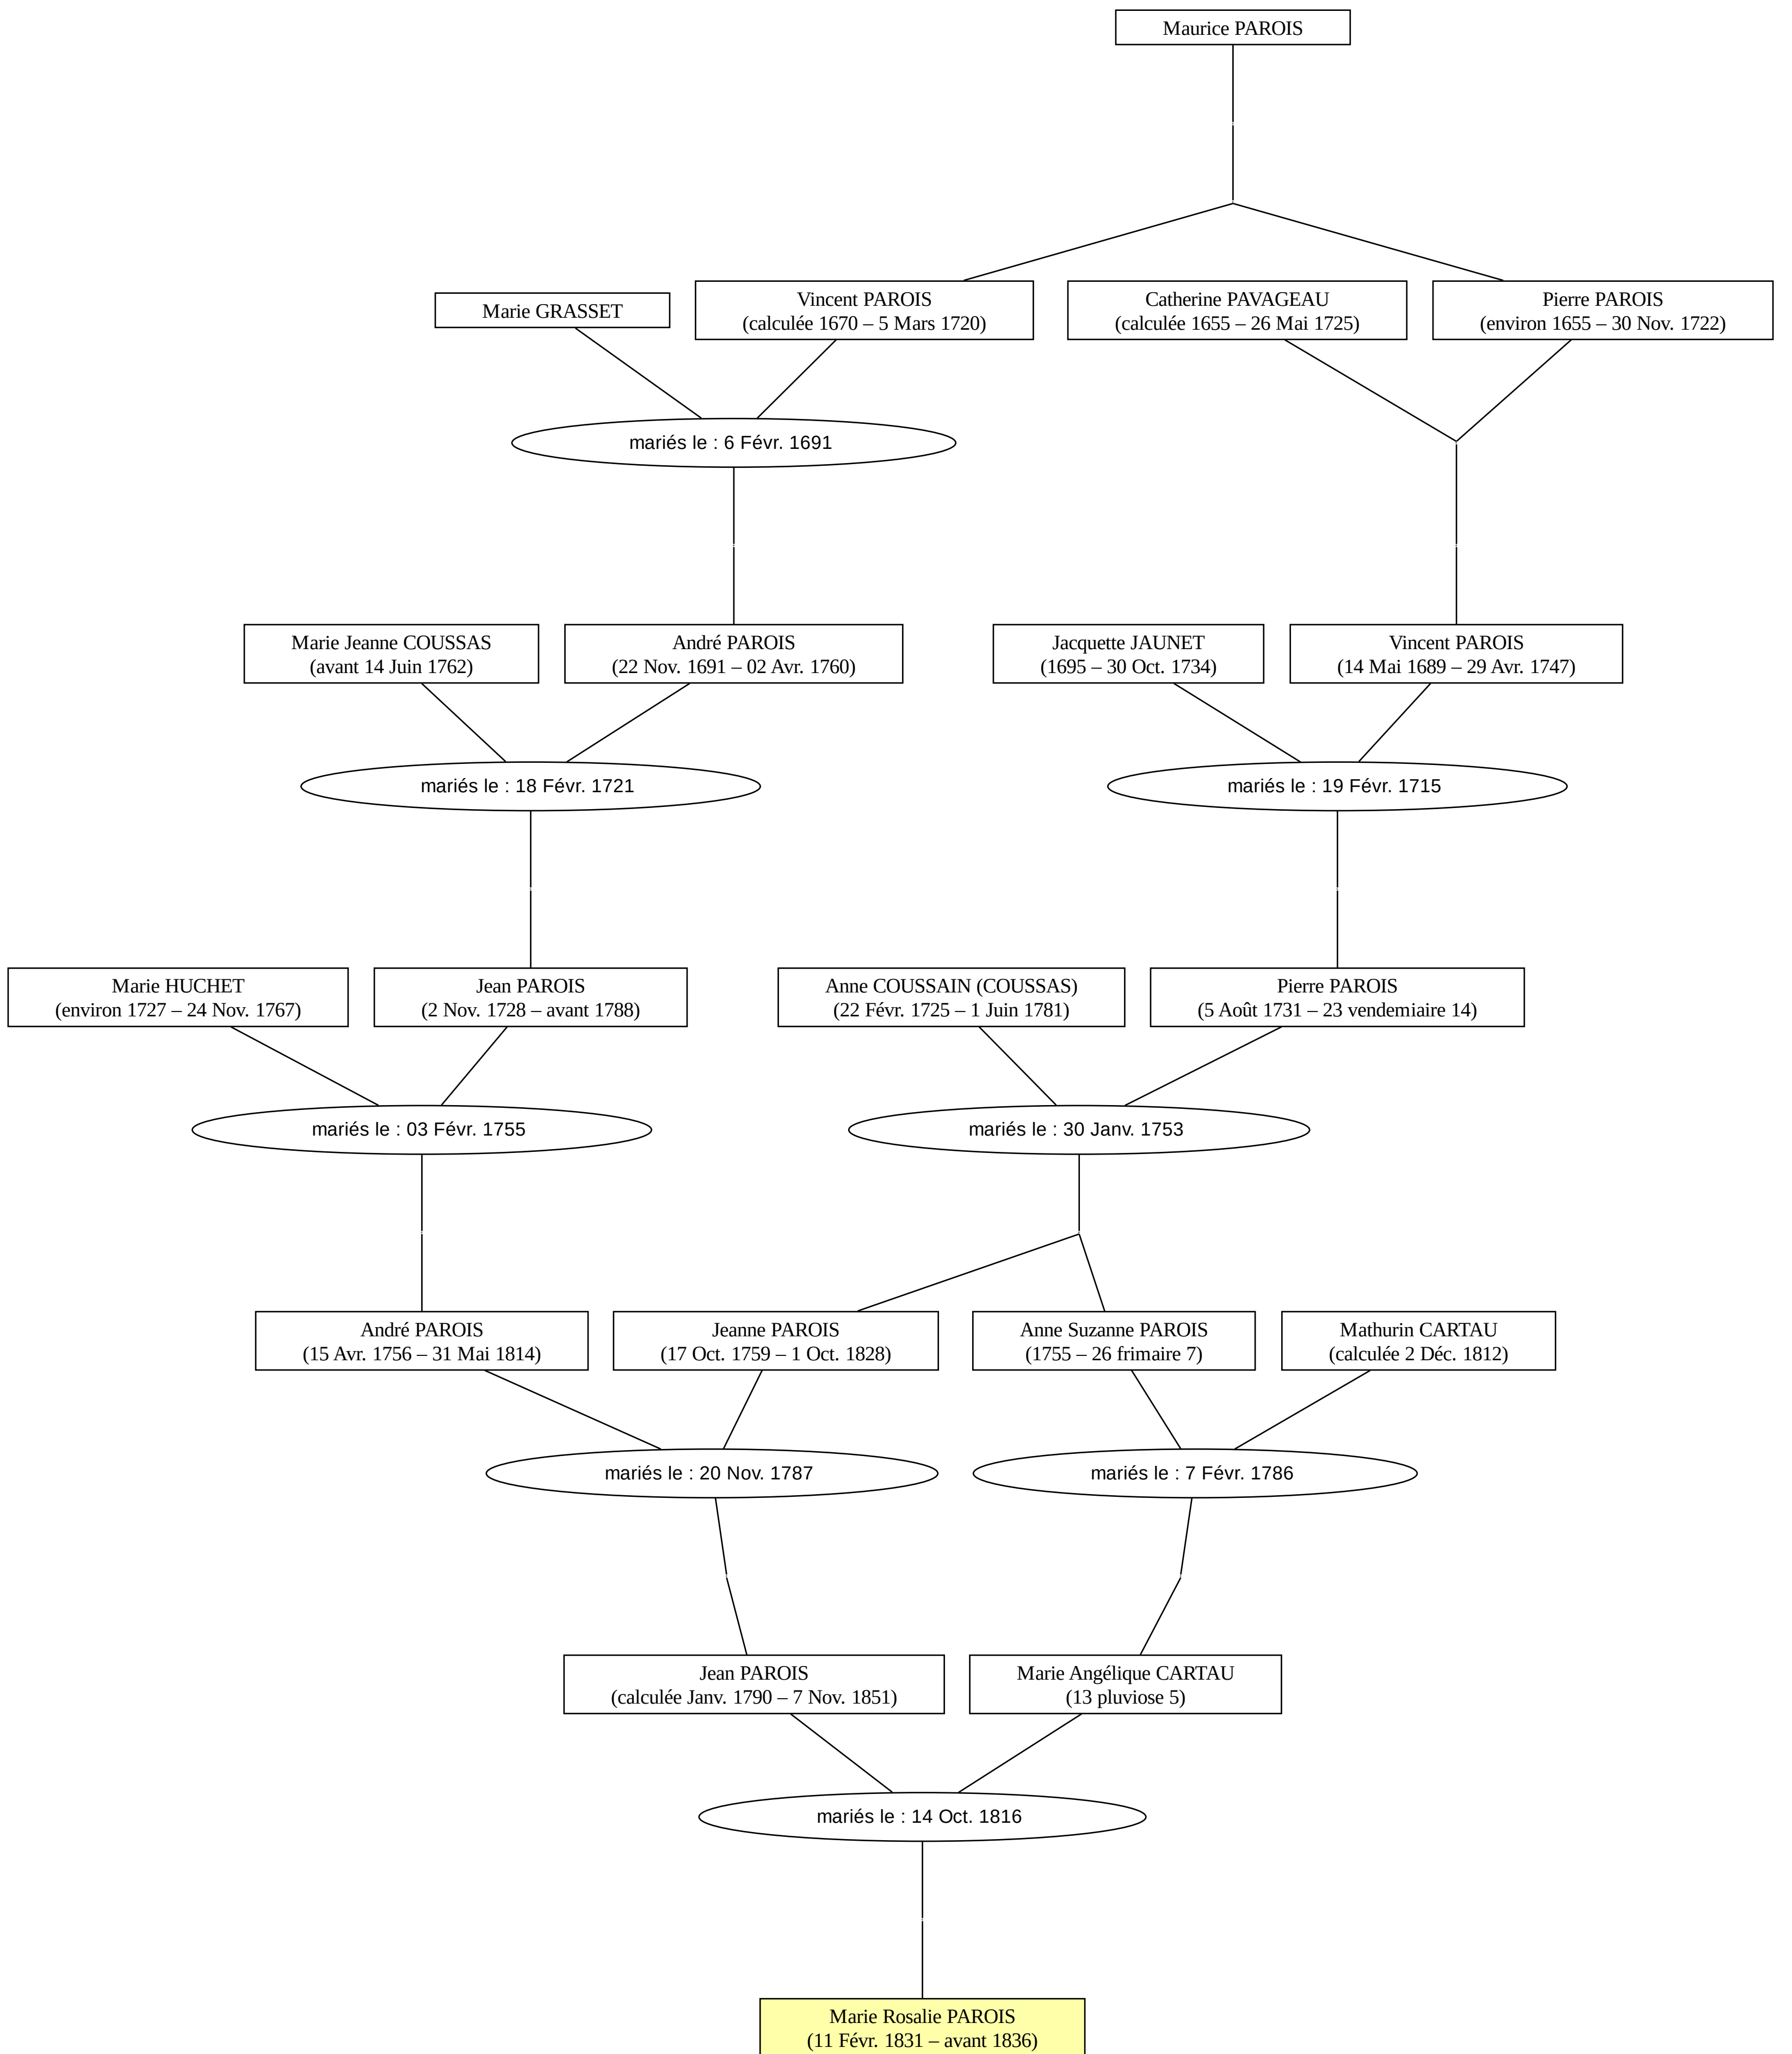 Maurice PAROIS
Marie GRASSET
Vincent PAROIS
(calculée 1670 – 5 Mars 1720)
Catherine PAVAGEAU
(calculée 1655 – 26 Mai 1725)
Pierre PAROIS
(environ 1655 – 30 Nov. 1722)
mariés le : 6 Févr. 1691
Marie Jeanne COUSSAS
(avant 14 Juin 1762)
André PAROIS
(22 Nov. 1691 – 02 Avr. 1760)
Jacquette JAUNET
(1695 – 30 Oct. 1734)
Vincent PAROIS
(14 Mai 1689 – 29 Avr. 1747)
mariés le : 18 Févr. 1721
mariés le : 19 Févr. 1715
Marie HUCHET
(environ 1727 – 24 Nov. 1767)
Jean PAROIS
(2 Nov. 1728 – avant 1788)
Anne COUSSAIN (COUSSAS)
(22 Févr. 1725 – 1 Juin 1781)
Pierre PAROIS
(5 Août 1731 – 23 vendemiaire 14)
mariés le : 03 Févr. 1755
mariés le : 30 Janv. 1753
André PAROIS
(15 Avr. 1756 – 31 Mai 1814)
Jeanne PAROIS
(17 Oct. 1759 – 1 Oct. 1828)
Anne Suzanne PAROIS
(1755 – 26 frimaire 7)
Mathurin CARTAU
(calculée 2 Déc. 1812)
mariés le : 20 Nov. 1787
mariés le : 7 Févr. 1786
Jean PAROIS
(calculée Janv. 1790 – 7 Nov. 1851)
Marie Angélique CARTAU
(13 pluviose 5)
mariés le : 14 Oct. 1816
Marie Rosalie PAROIS
(11 Févr. 1831 – avant 1836)